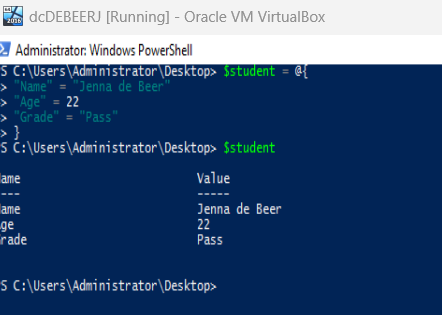 dcDEBEERJ [Running] - Oracle VM VirtualBox
Administrator: Windows PowerShell
S C:\Users\Administrator\Desktop> $student = @{
> "Name" = "Jenna de Beer"
> "Age" = 22
> "Grade" = "Pass"
> }
S C:\Users\Administrator\Desktop> $student
ame Value
---- -----
ame Jenna de Beer
ge 22
rade Pass
S C:\Users\Administrator\Desktop>